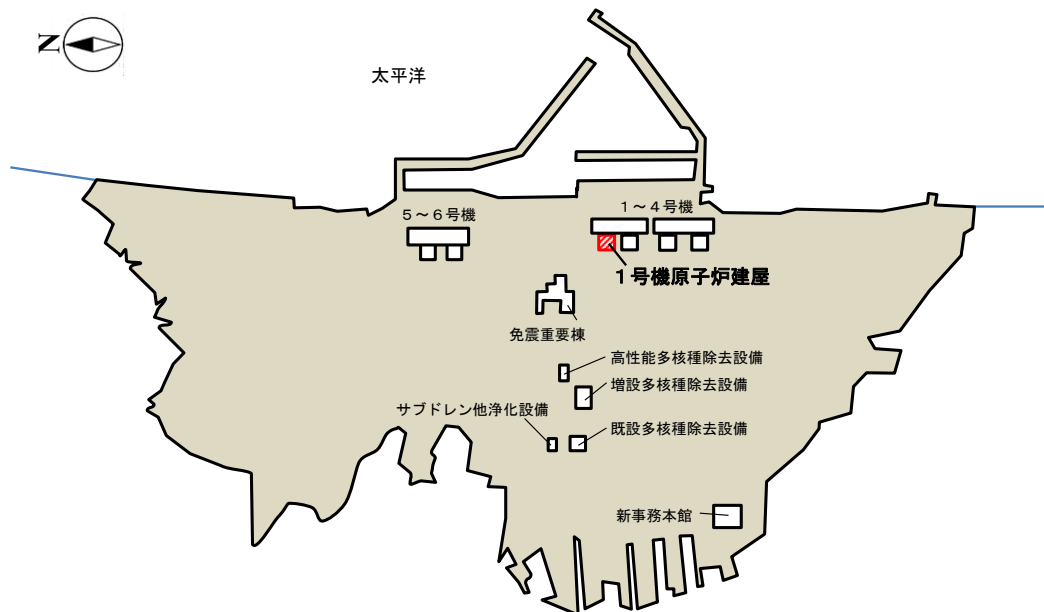 N
太平洋
5~6号機
1~4号機
1号機原子炉建屋
免震重要棟
高性能多核種除去設備
増設多核種除去設備
サブドレン他浄化設備
既設多核種除去設備
新事務本館